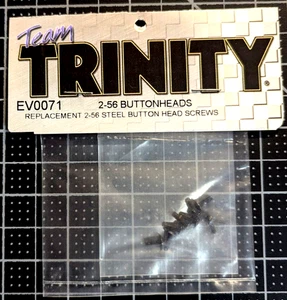 Team
TRINITY®
EV0071 2-56 BUTTONHEADS
REPLACEMENT 2-56 STEEL BUTTON HEAD SCREWS